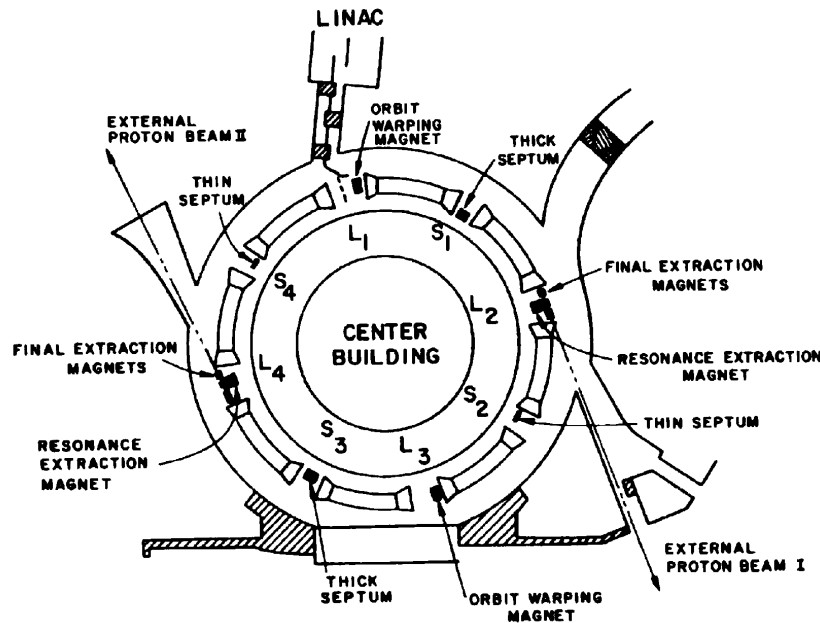 LINAC
EXTERNAL
PROTON BEAM II
ORBIT
WARPING
MAGNET
THICK
SEPTUM
THIN
SEPTUM
L1
S1
S4
L2
FINAL EXTRACTION
MAGNETS
CENTER
BUILDING
FINAL EXTRACTION
MAGNETS
L4
RESONANCE EXTRACTION
MAGNET
S2
THIN SEPTUM
S3
L3
RESONANCE
EXTRACTION
MAGNET
THICK
SEPTUM
ORBIT WARPING
MAGNET
EXTERNAL
PROTON BEAM I